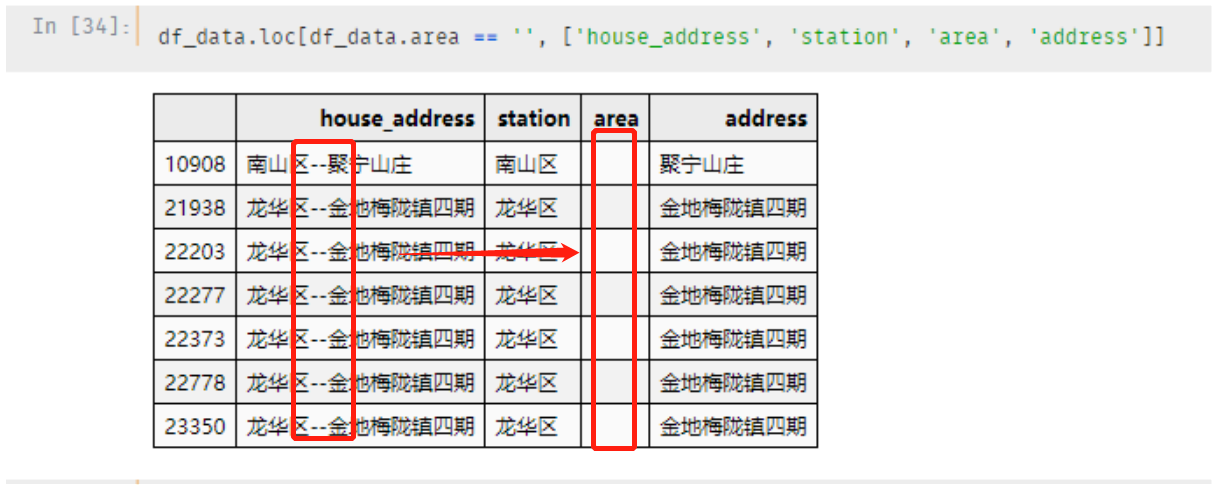 In [34]:
df_data.loc[df_data.area == '', ['house_address', 'station', 'area', 'address']]
house_address station area address
10908 南山区--聚宁山庄 南山区 聚宁山庄
21938 龙华区--金地梅陇镇四期 龙华区 金地梅陇镇四期
22203 龙华区--金地梅陇镇四期 龙华区 金地梅陇镇四期
22277 龙华区--金地梅陇镇四期 龙华区 金地梅陇镇四期
22373 龙华区--金地梅陇镇四期 龙华区 金地梅陇镇四期
22778 龙华区--金地梅陇镇四期 龙华区 金地梅陇镇四期
23350 龙华区--金地梅陇镇四期 龙华区 金地梅陇镇四期